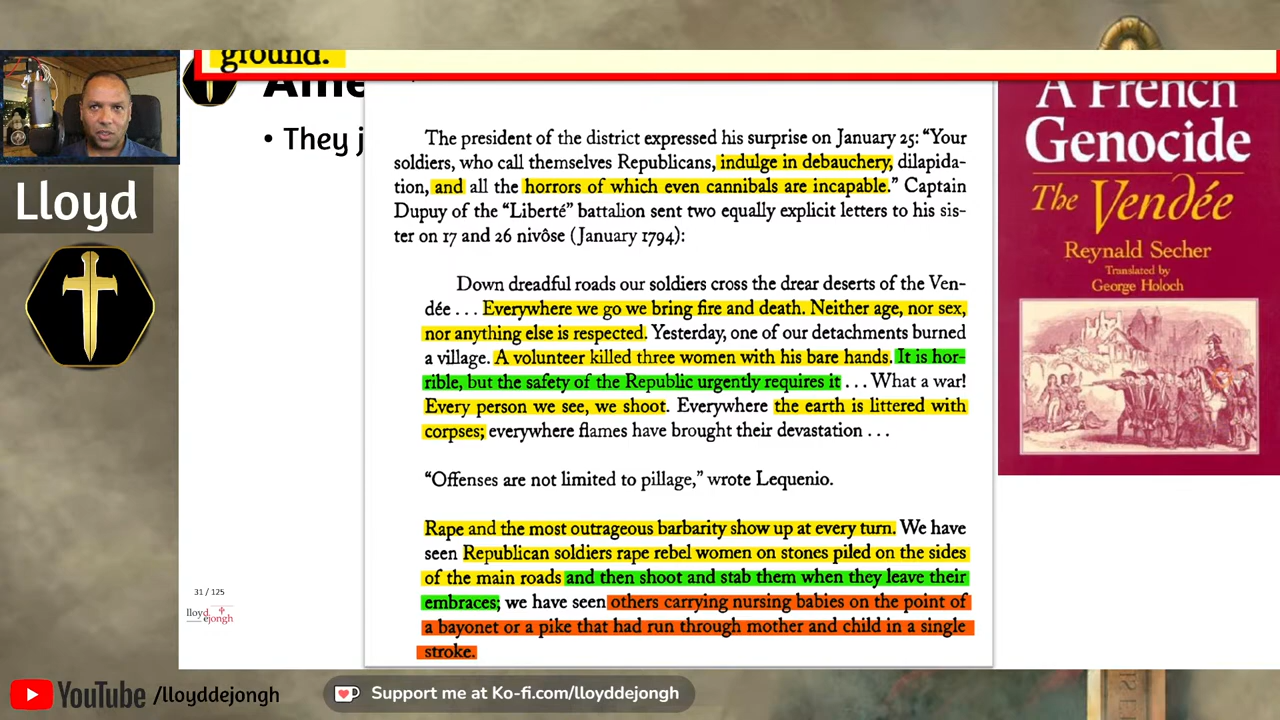 ground.
Ame
• They j
The president of the district expressed his surprise on January 25: “Your
soldiers, who call themselves Republicans, indulge in debauchery, dilapida-
tion, and all the horrors of which even cannibals are incapable.” Captain
Dupuy of the “Liberté” battalion sent two equally explicit letters to his sis-
ter on 17 and 26 nivôse (January 1794):
Down dreadful roads our soldiers cross the drear deserts of the Ven-
dée . . . Everywhere we go we bring fire and death. Neither age, nor sex,
nor anything else is respected. Yesterday, one of our detachments burned
a village. A volunteer killed three women with his bare hands. It is hor-
rible, but the safety of the Republic urgently requires it . . . What a war!
Every person we see, we shoot. Everywhere the earth is littered with
corpses; everywhere flames have brought their devastation . . .
“Offenses are not limited to pillage,” wrote Lequenio.
Rape and the most outrageous barbarity show up at every turn. We have
seen Republican soldiers rape rebel women on stones piled on the sides
of the main roads and then shoot and stab them when they leave their
embraces; we have seen others carrying nursing babies on the point of
a bayonet or a pike that had run through mother and child in a single
stroke.
A French
Genocide
The Vendée
Reynald Secher
Translated by
George Holoch
Lloyd
31 / 125
lloyd
dejongh
YouTube /lloyddejongh
Support me at Ko-fi.com/lloyddejongh